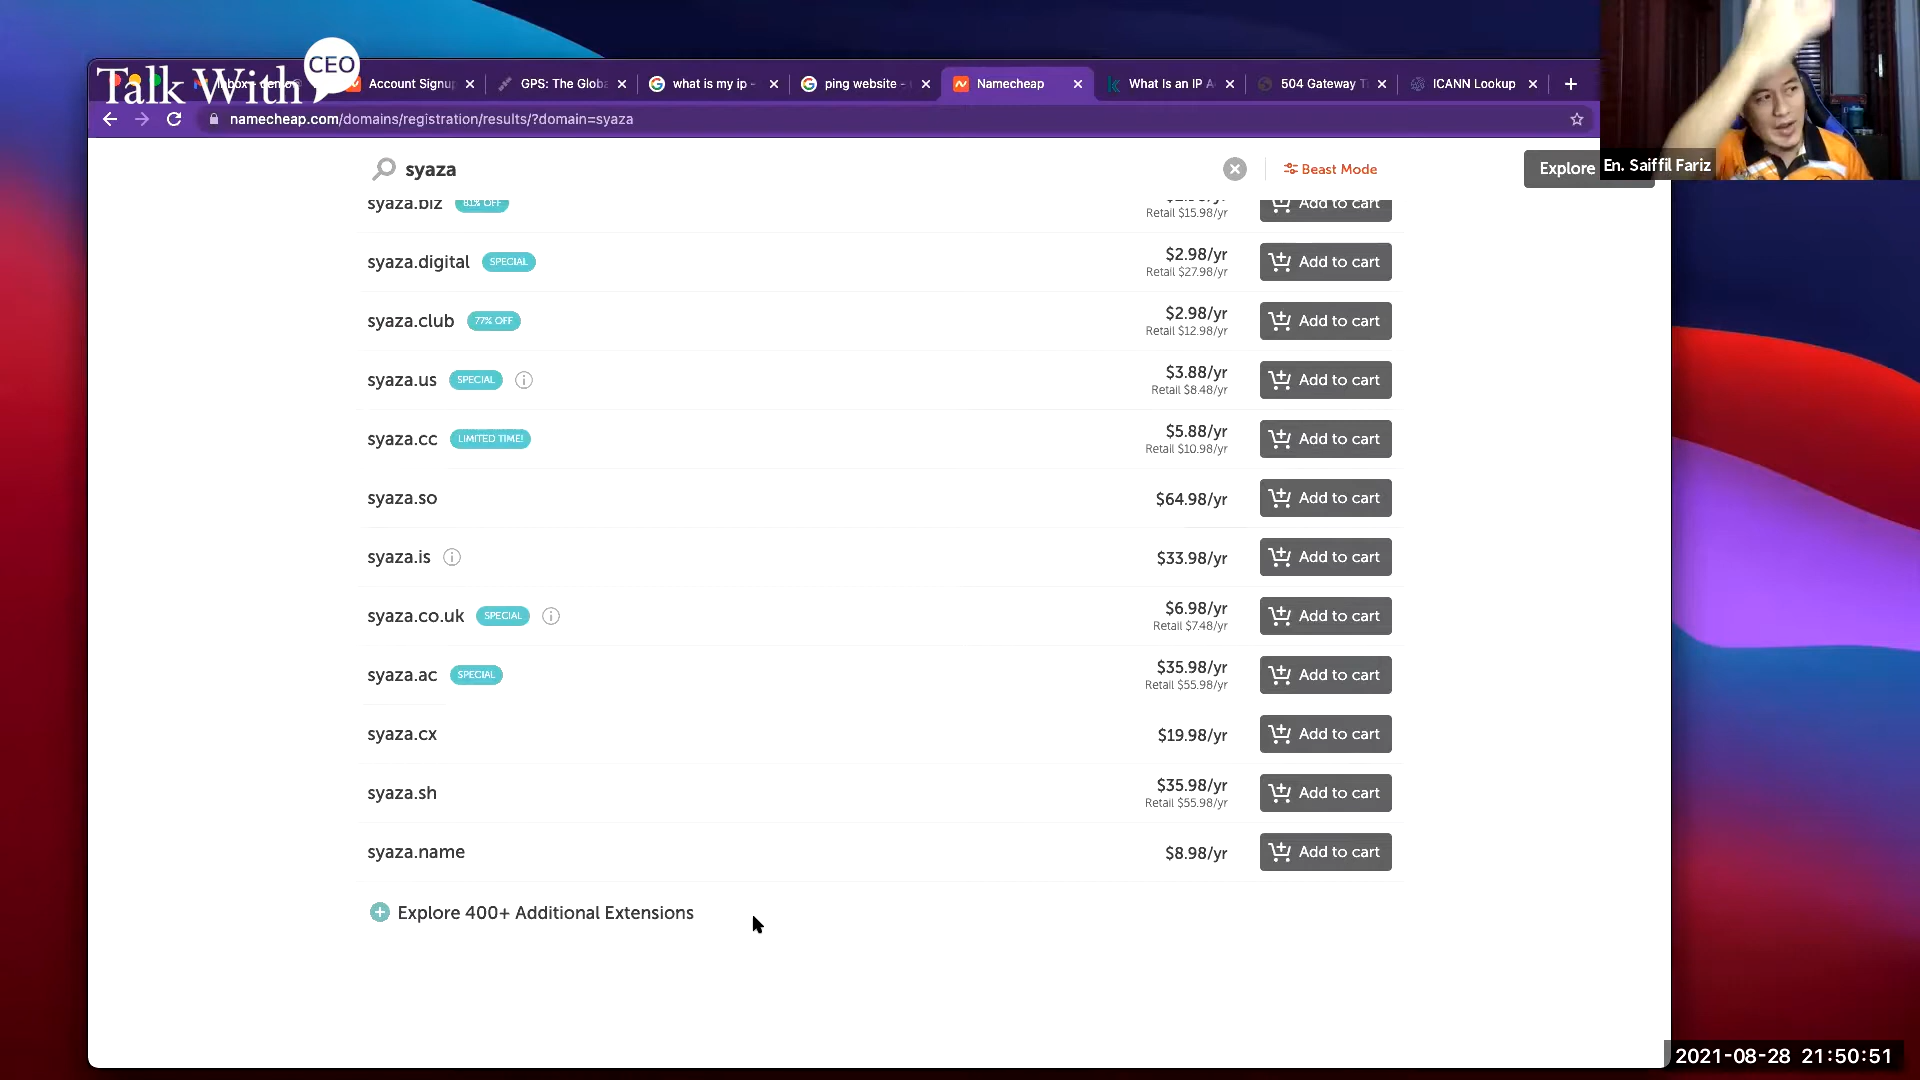 Talk With CEO
Account Signup
GPS: The Globa
what is my ip -
ping website -
Namecheap
What Is an IP A
504 Gateway Ti
ICANN Lookup
namecheap.com/domains/registration/results/?domain=syaza
syaza
Beast Mode
Explore
En. Saiffil Fariz
syaza.biz 81% OFF
Retail $15.98/yr
Add to cart
syaza.digital SPECIAL
$2.98/yr
Retail $27.98/yr
Add to cart
syaza.club 77% OFF
$2.98/yr
Retail $12.98/yr
Add to cart
syaza.us SPECIAL
$3.88/yr
Retail $8.48/yr
Add to cart
syaza.cc LIMITED TIME!
$5.88/yr
Retail $10.98/yr
Add to cart
syaza.so
$64.98/yr
Add to cart
syaza.is
$33.98/yr
Add to cart
syaza.co.uk SPECIAL
$6.98/yr
Retail $7.48/yr
Add to cart
syaza.ac SPECIAL
$35.98/yr
Retail $55.98/yr
Add to cart
syaza.cx
$19.98/yr
Add to cart
syaza.sh
$35.98/yr
Retail $55.98/yr
Add to cart
syaza.name
$8.98/yr
Add to cart
Explore 400+ Additional Extensions
2021-08-28 21:50:51